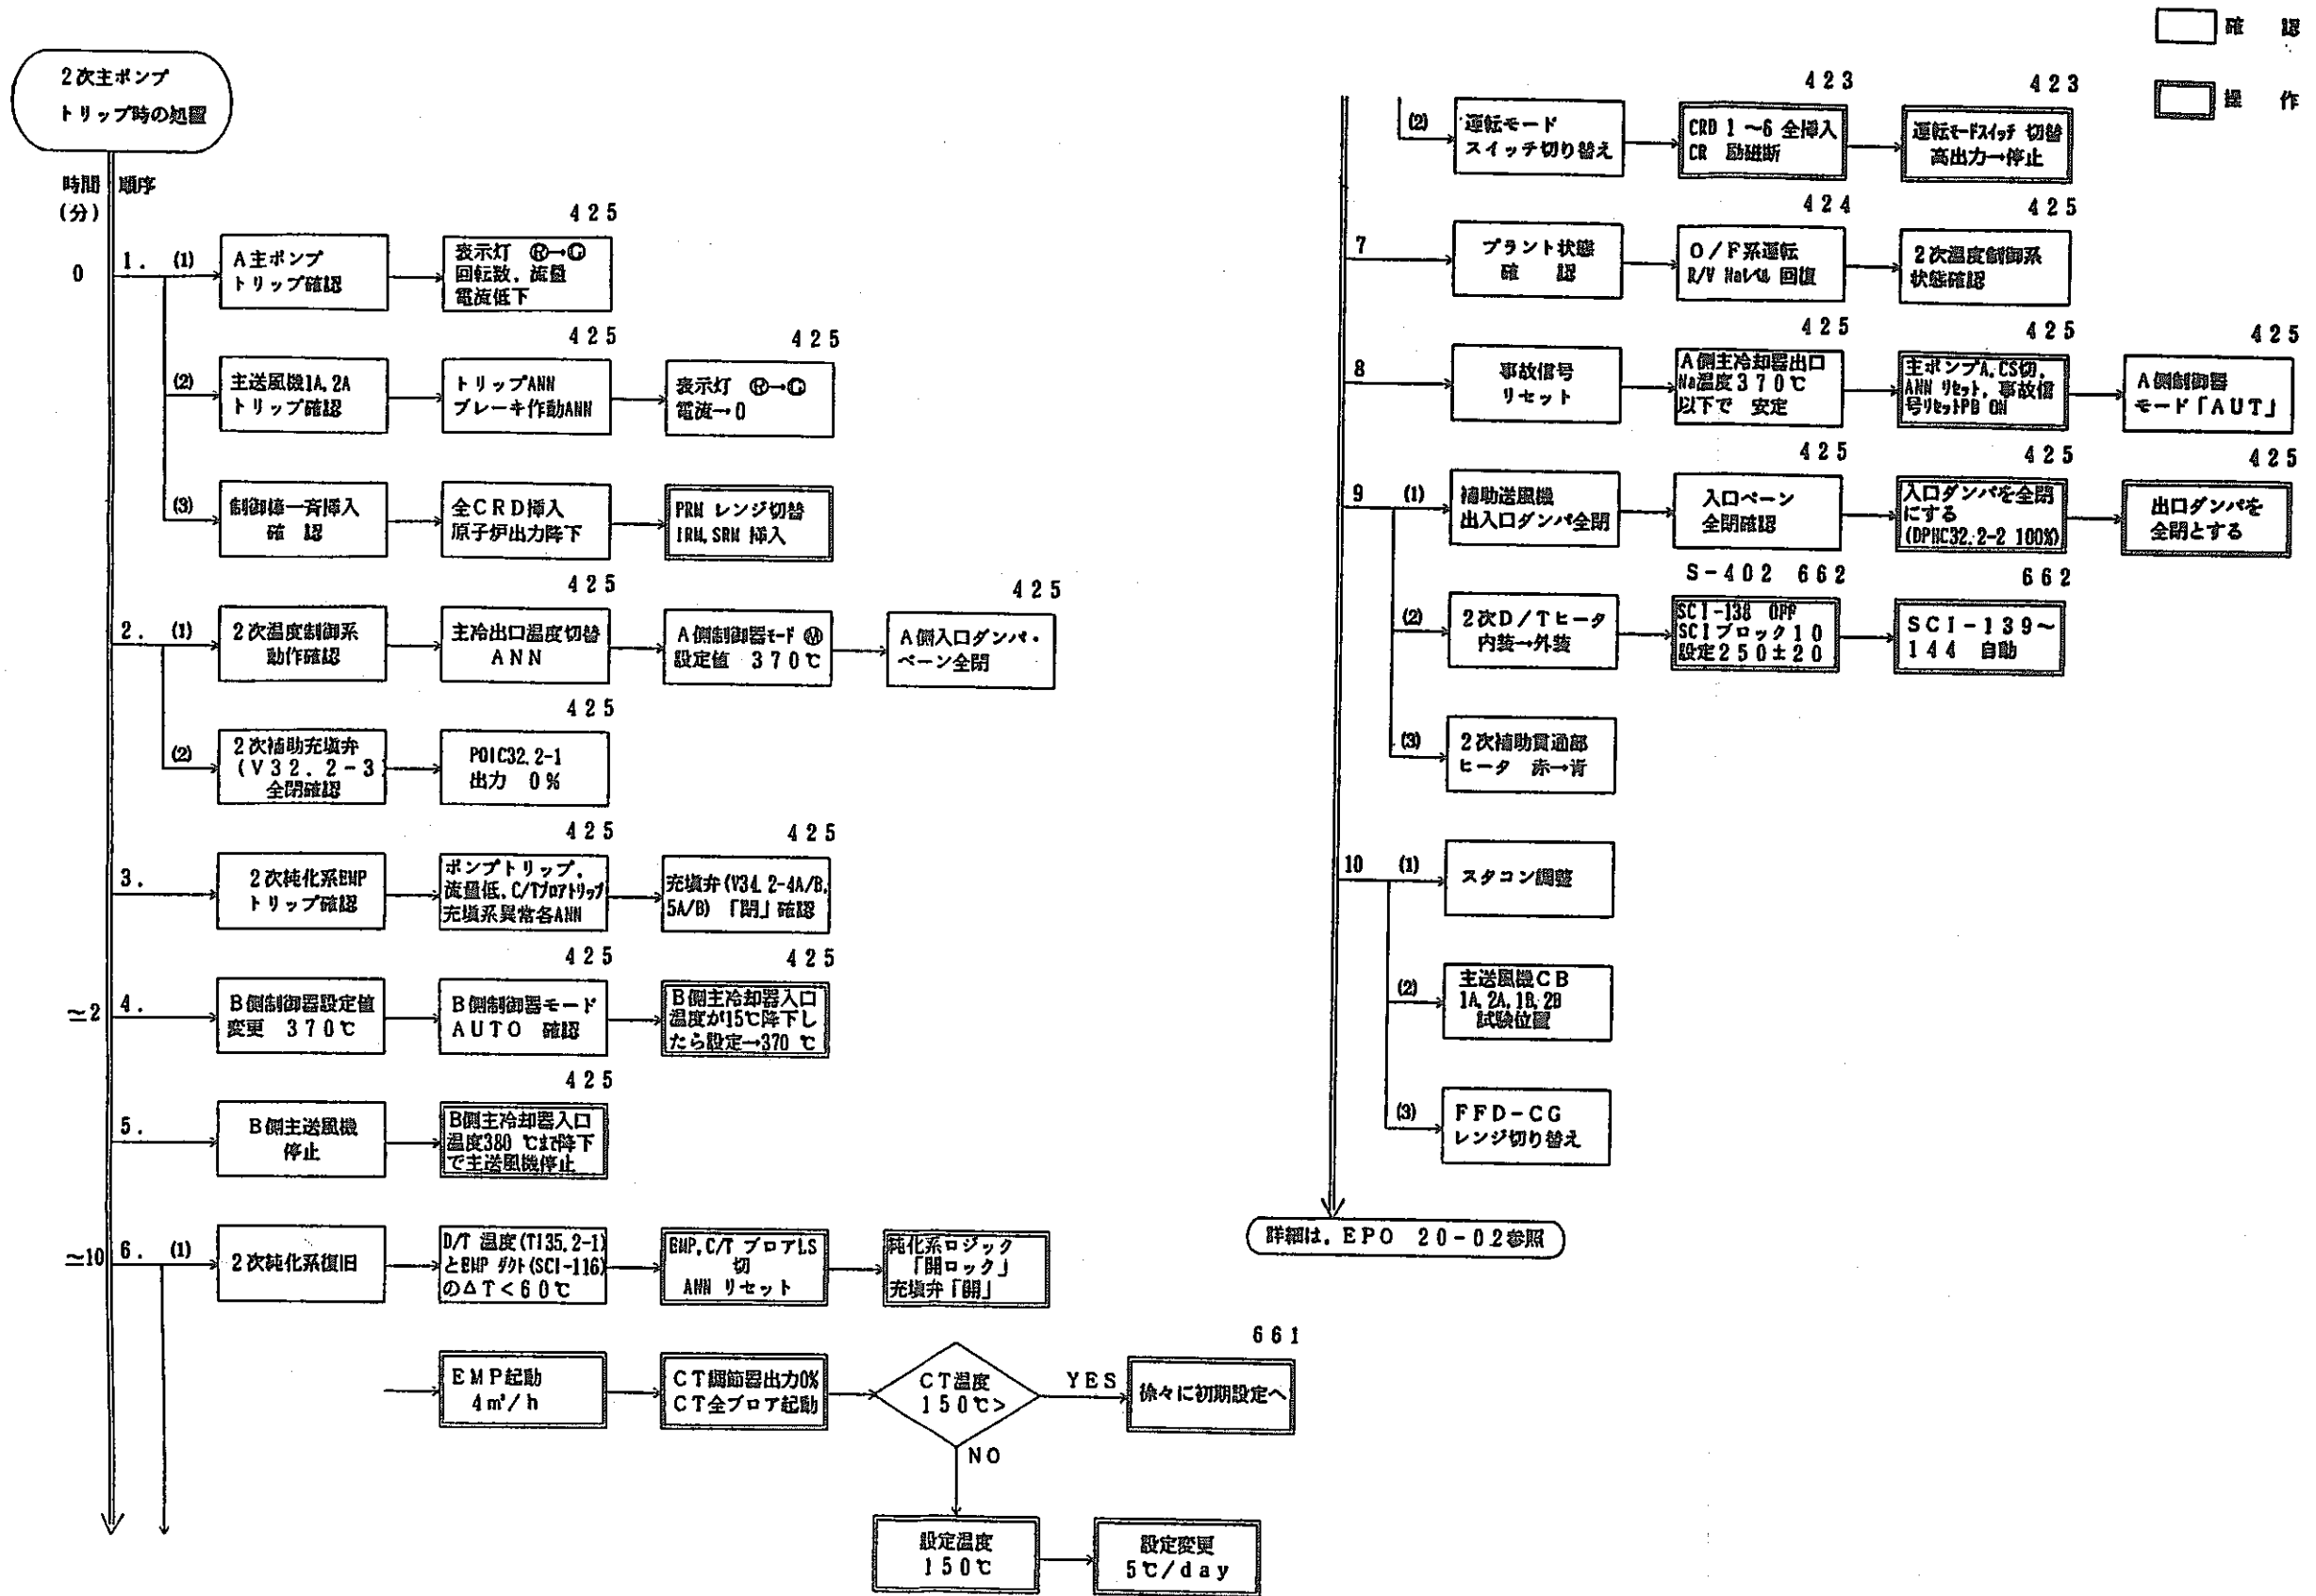 確 認
操 作
2次主ポンプ
トリップ時の処置
時間
(分)
順序
0
1. (1)
A主ポンプ
トリップ確認
425
表示灯 Ⓡ→Ⓖ
回転数, 流量
電流低下
(2)
主送風機1A, 2A
トリップ確認
425
トリップANN
ブレーキ作動ANN
425
表示灯 Ⓡ→Ⓖ
電流→0
(3)
制御棒一斉挿入
確 認
全CRD挿入
原子炉出力降下
PRM レンジ切替
IRM, SRM 挿入
2. (1)
2次温度制御系
動作確認
425
主冷出口温度切替
ANN
A側制御器モード Ⓜ
設定値 370℃
425
A側入口ダンパ・
ベーン全閉
(2)
2次補助充填弁
(V32.2-3)
全閉確認
425
POIC32.2-1
出力 0%
3.
2次純化系EMP
トリップ確認
425
ポンプトリップ,
流量低, C/Tブロアトリップ
充填系異常各ANN
425
充填弁(V34.2-4A/B,
5A/B) 「閉」確認
≃2
4.
B側制御器設定値
変更 370℃
425
B側制御器モード
AUTO 確認
425
B側主冷却器入口
温度が15℃降下し
たら設定→370 ℃
5.
B側主送風機
停止
425
B側主冷却器入口
温度380 ℃まで降下
で主送風機停止
≃10
6. (1)
2次純化系復旧
D/T 温度(TI35.2-1)
とEMP ダクト(SCI-116)
のΔT<60℃
EMP, C/T ブロアLS
切
ANN リセット
純化系ロジック
「開ロック」
充填弁「開」
EMP起動
4m³/h
CT調節器出力0%
CT全ブロア起動
CT温度
150℃>
YES
661
徐々に初期設定へ
NO
設定温度
150℃
設定変更
5℃/day
(2)
運転モード
スイッチ切り替え
423
CRD 1 ~6 全挿入
CR 励磁断
423
運転モードスイッチ 切替
高出力→停止
7
プラント状態
確 認
424
O/F系運転
R/V Naレベル 回復
425
2次温度制御系
状態確認
8
事故信号
リセット
425
A側主冷却器出口
Na温度370℃
以下で 安定
425
主ポンプA, CS切,
ANN リセット, 事故信
号リセットPB ON
425
A側制御器
モード「AUT」
9 (1)
補助送風機
出入口ダンパ全閉
425
入口ベーン
全閉確認
425
入口ダンパを全閉
にする
(DPHC32.2-2 100%)
425
出口ダンパを
全閉とする
(2)
2次D/Tヒータ
内装→外装
S-402 662
SCI-138 OFF
SCIブロック10
設定250±20
662
SCI-139~
144 自動
(3)
2次補助貫通部
ヒータ 赤→青
10 (1)
スタコン調整
(2)
主送風機CB
1A, 2A, 1B, 2B
試験位置
(3)
FFD-CG
レンジ切り替え
詳細は, EPO 20-02参照